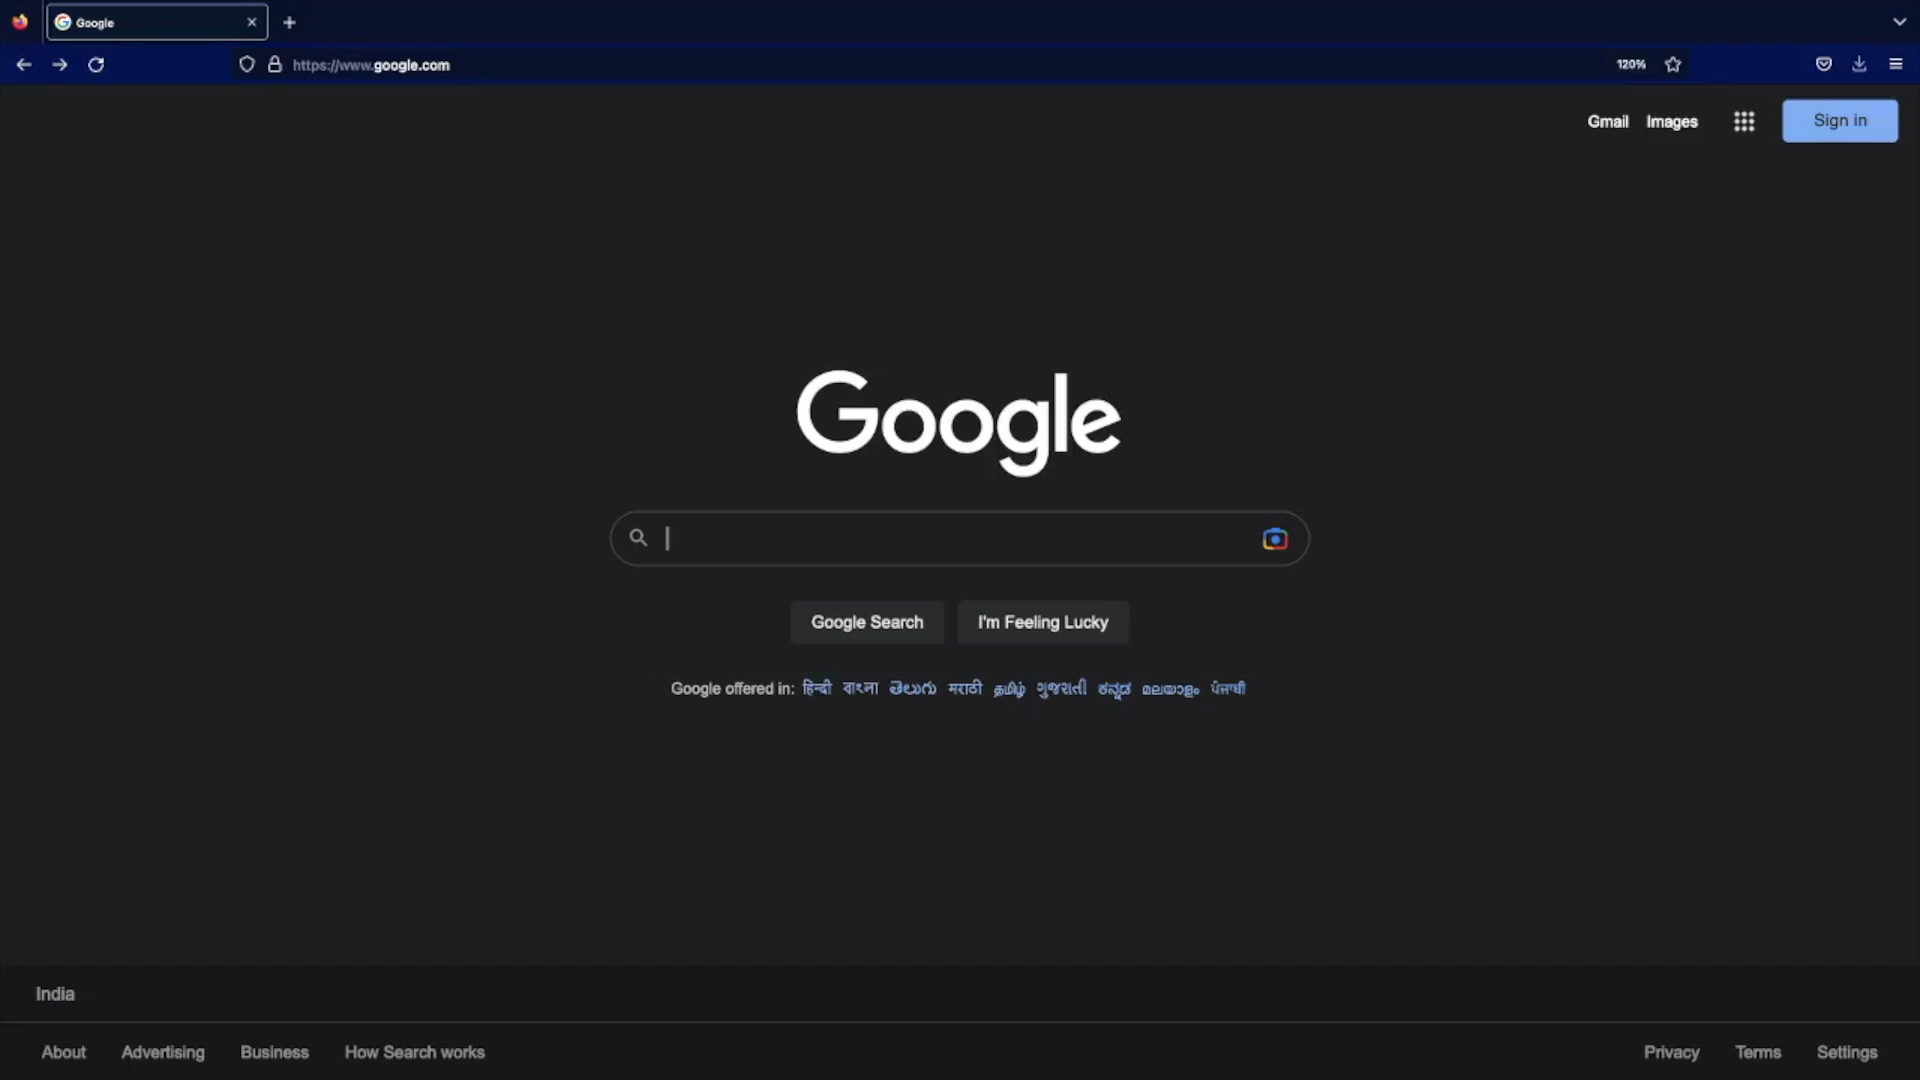 Google
https://www.google.com
120%
Gmail Images Sign in
Google
Google Search I'm Feeling Lucky
Google offered in: हिन्दी বাংলা తెలుగు मराठी தமிழ் ગુજરાતી ಕನ್ನಡ മലയാളം ਪੰਜਾਬੀ
India
About Advertising Business How Search works Privacy Terms Settings